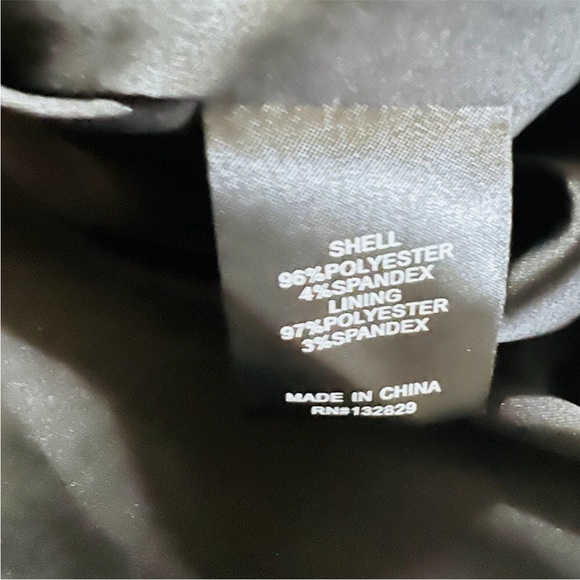 SHELL
96%POLYESTER
4%SPANDEX
LINING
97%POLYESTER
3%SPANDEX
MADE IN CHINA
RN#132829